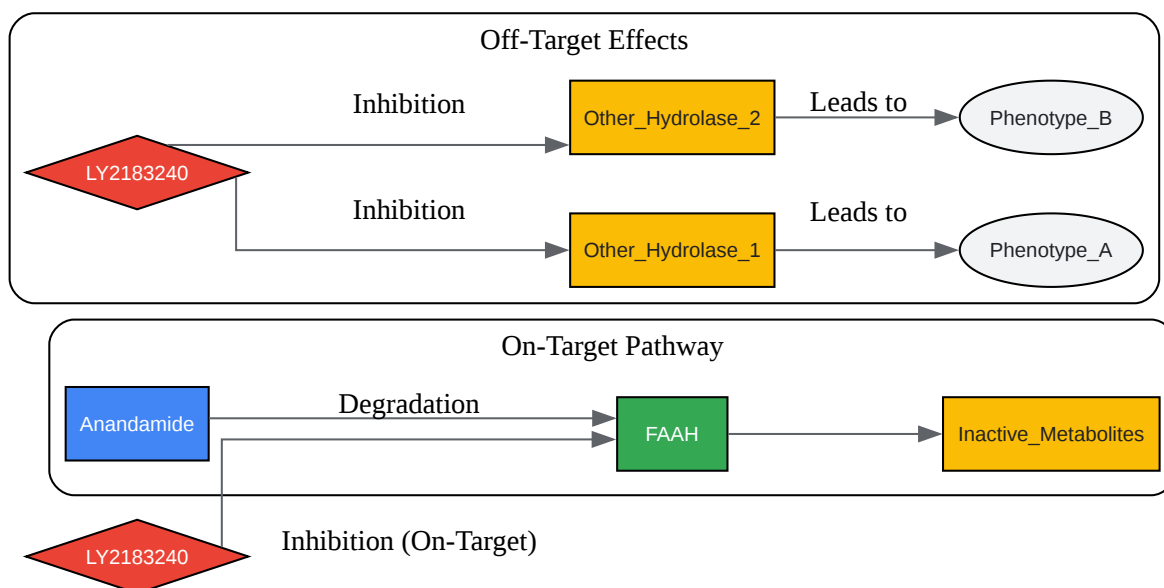 Off-Target Effects
Inhibition
Other_Hydrolase_2
Leads to
Phenotype_B
LY2183240
Inhibition
Other_Hydrolase_1
Leads to
Phenotype_A
On-Target Pathway
Anandamide
Degradation
FAAH
Inactive_Metabolites
LY2183240
Inhibition (On-Target)